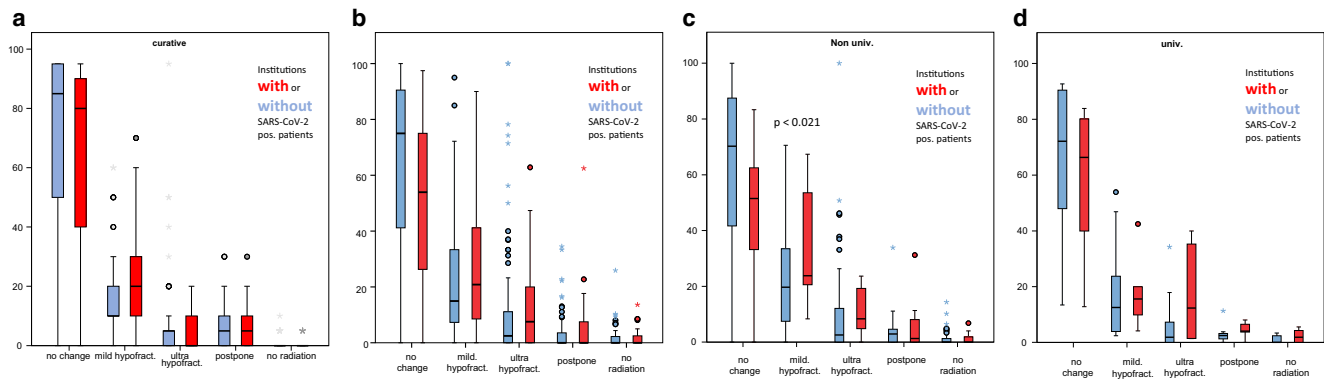 a
curative
100
80
60
40
20
0
Institutions
with or
without
SARS-CoV-2
pos. patients
no change
mild hypofract.
ultra
hypofract.
postpone
no radiation
b
100
80
60
40
20
0
Institutions
with or
without
SARS-CoV-2
pos. patients
no
change
mild.
hypofract.
ultra
hypofract.
postpone
no
radiation
c
Non univ.
100
80
60
40
20
0
p < 0.021
Institutions
with or
without
SARS-CoV-2
pos. patients
no
change
mild.
hypofract.
ultra
hypofract.
postpone
no
radiation
d
univ.
100
80
60
40
20
0
Institutions
with or
without
SARS-CoV-2
pos. patients
no
change
mild.
hypofract.
ultra
hypofract.
postpone
no
radiation